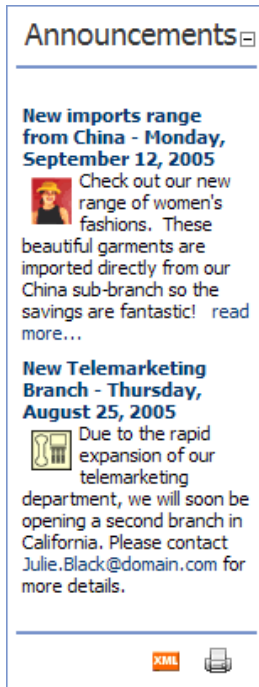 Announcements
New imports range
from China - Monday,
September 12, 2005
Check out our new
range of women's
fashions. These
beautiful garments are
imported directly from our
China sub-branch so the
savings are fantastic! read
more...
New Telemarketing
Branch - Thursday,
August 25, 2005
Due to the rapid
expansion of our
telemarketing
department, we will soon be
opening a second branch in
California. Please contact
Julie.Black@domain.com for
more details.
XML